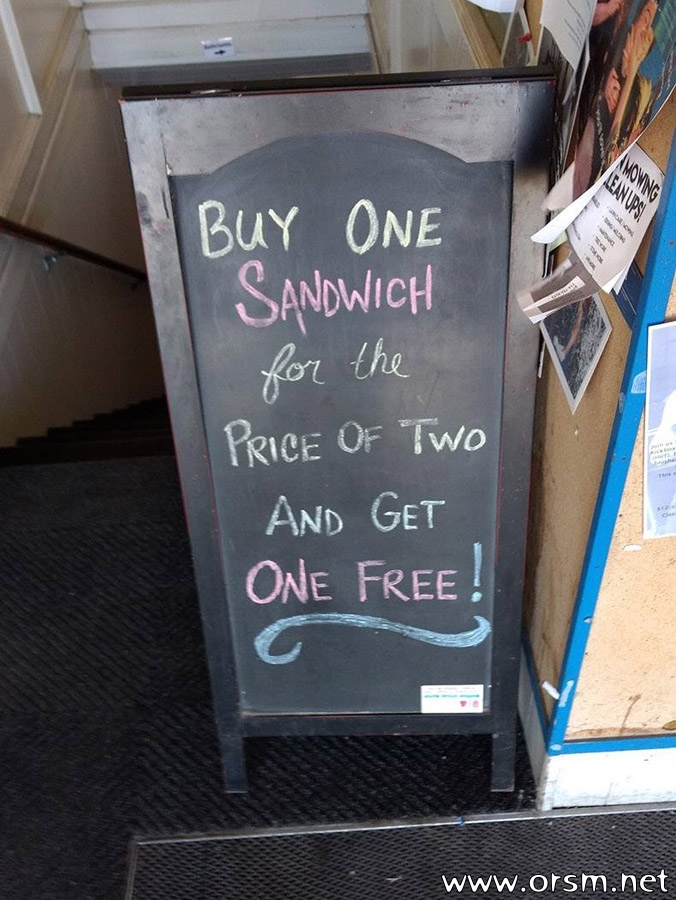 BUY ONE
SANDWICH
for the
PRICE OF TWO
AND GET
ONE FREE!
MOWING
CLEAN UPS!
www.orsm.net